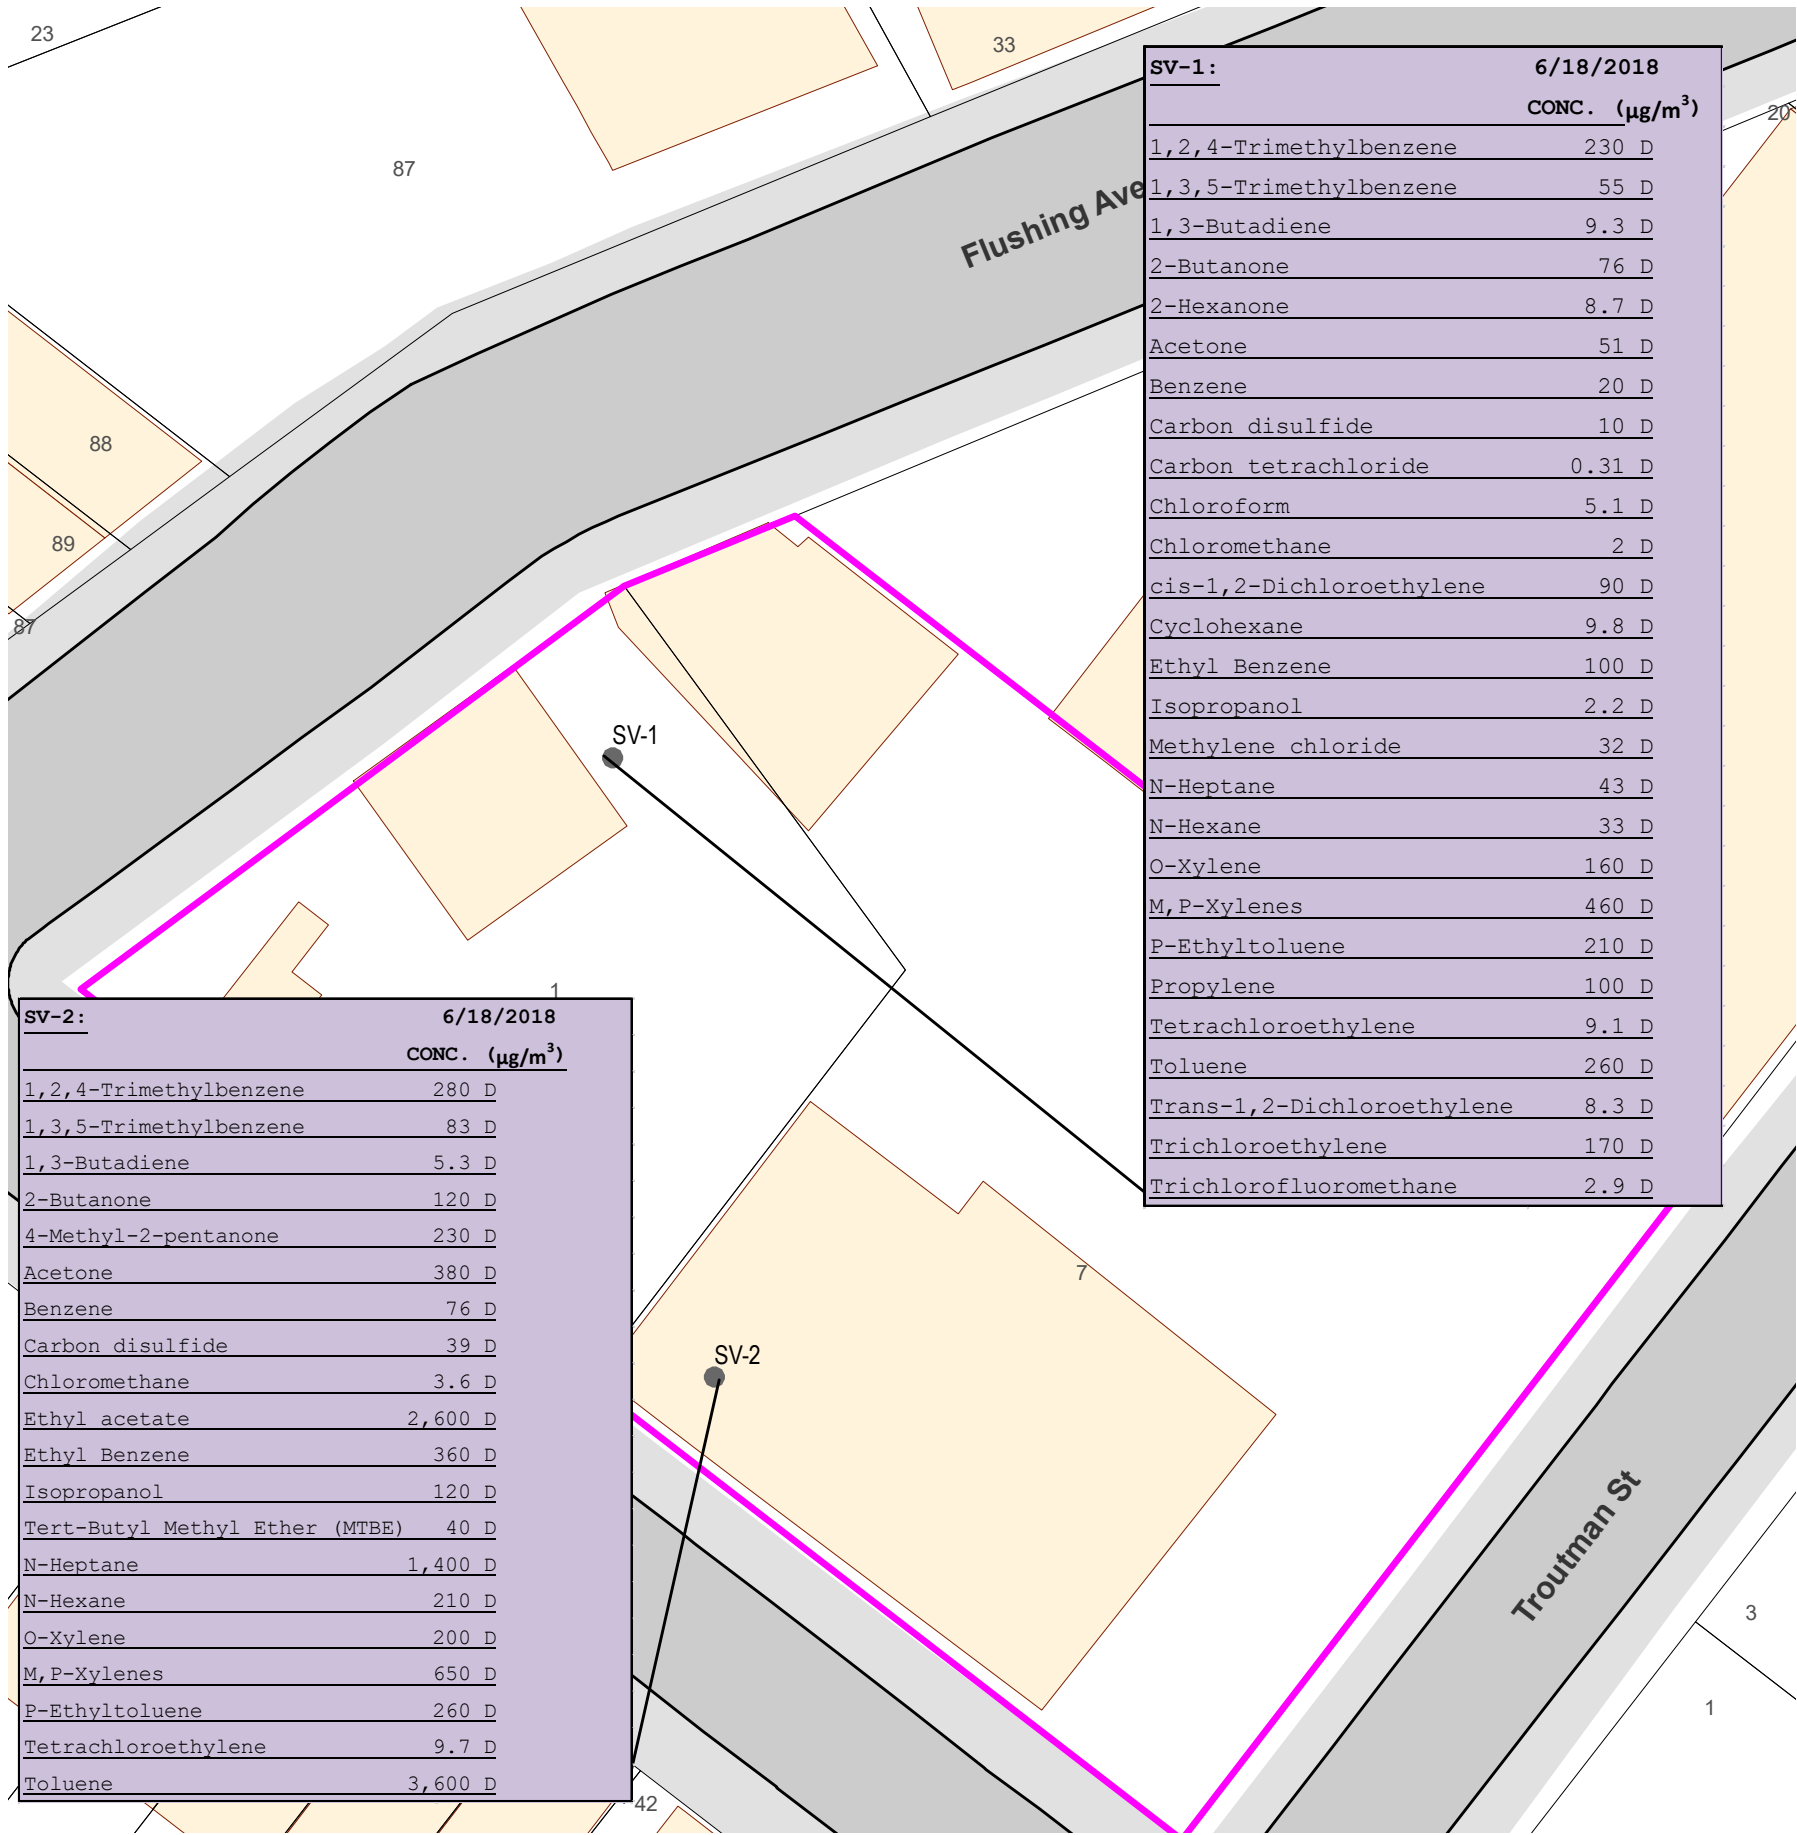 23
33
87
20
Flushing Ave
SV-1: 6/18/2018
CONC. (µg/m³)
1,2,4-Trimethylbenzene 230 D
1,3,5-Trimethylbenzene 55 D
1,3-Butadiene 9.3 D
2-Butanone 76 D
2-Hexanone 8.7 D
Acetone 51 D
Benzene 20 D
Carbon disulfide 10 D
Carbon tetrachloride 0.31 D
Chloroform 5.1 D
Chloromethane 2 D
cis-1,2-Dichloroethylene 90 D
Cyclohexane 9.8 D
Ethyl Benzene 100 D
Isopropanol 2.2 D
Methylene chloride 32 D
N-Heptane 43 D
N-Hexane 33 D
O-Xylene 160 D
M,P-Xylenes 460 D
P-Ethyltoluene 210 D
Propylene 100 D
Tetrachloroethylene 9.1 D
Toluene 260 D
Trans-1,2-Dichloroethylene 8.3 D
Trichloroethylene 170 D
Trichlorofluoromethane 2.9 D
88
89
87
SV-1
1
SV-2: 6/18/2018
CONC. (µg/m³)
1,2,4-Trimethylbenzene 280 D
1,3,5-Trimethylbenzene 83 D
1,3-Butadiene 5.3 D
2-Butanone 120 D
4-Methyl-2-pentanone 230 D
Acetone 380 D
Benzene 76 D
Carbon disulfide 39 D
Chloromethane 3.6 D
Ethyl acetate 2,600 D
Ethyl Benzene 360 D
Isopropanol 120 D
Tert-Butyl Methyl Ether (MTBE) 40 D
N-Heptane 1,400 D
N-Hexane 210 D
O-Xylene 200 D
M,P-Xylenes 650 D
P-Ethyltoluene 260 D
Tetrachloroethylene 9.7 D
Toluene 3,600 D
7
SV-2
Troutman St
3
1
42